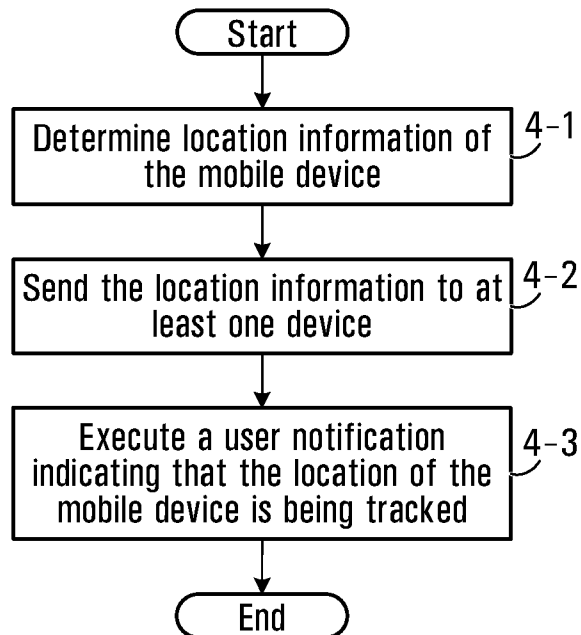 Start
Determine location information of
the mobile device
4-1
Send the location information to at
least one device
4-2
Execute a user notification
indicating that the location of the
mobile device is being tracked
4-3
End